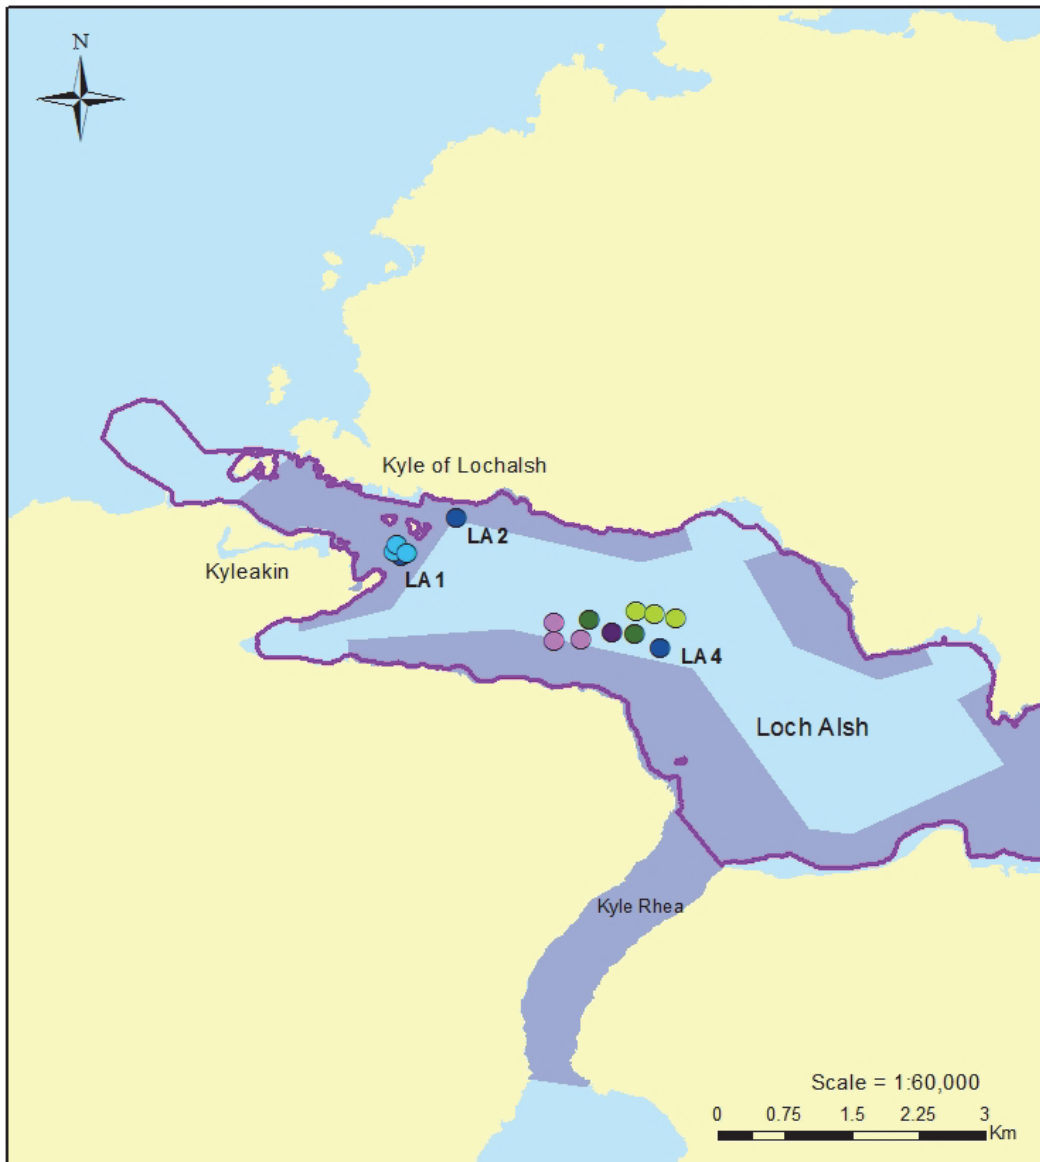 N
Kyle of Lochalsh
LA 2
Kyleakin
LA 1
LA 4
Loch Alsh
Kyle Rhea
Scale = 1:60,000
0 0.75 1.5 2.25 3
Km